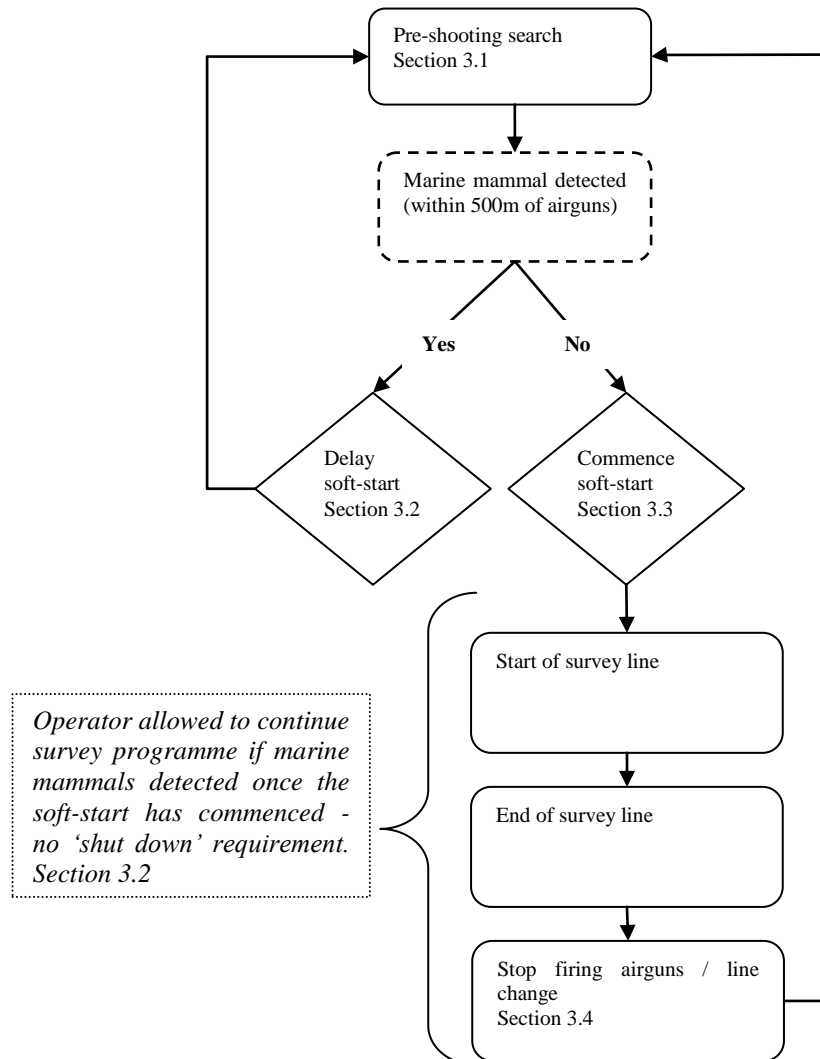 Pre-shooting search
Section 3.1
Marine mammal detected
(within 500m of airguns)
Yes
No
Delay
soft-start
Section 3.2
Commence
soft-start
Section 3.3
Start of survey line
Operator allowed to continue
survey programme if marine
mammals detected once the
soft-start has commenced -
no ‘shut down’ requirement.
Section 3.2
End of survey line
Stop firing airguns / line
change
Section 3.4